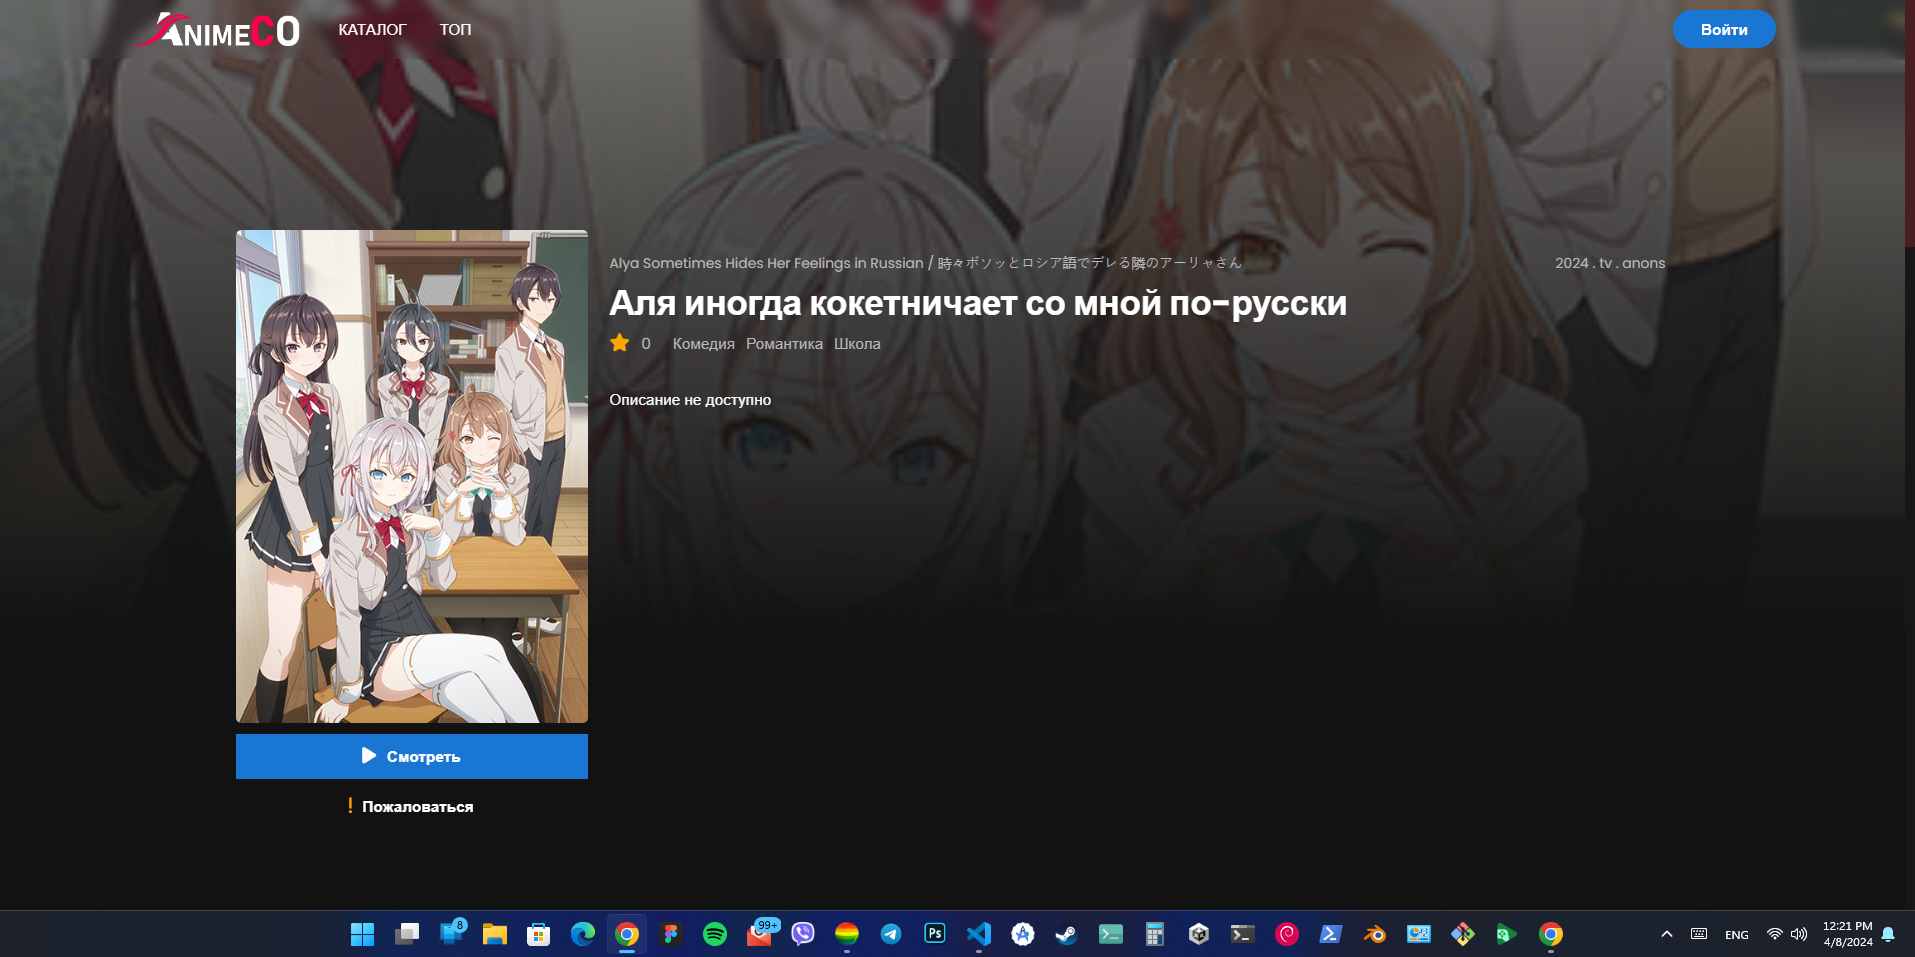 ANIMECO
КАТАЛОГ
ТОП
Войти
Alya Sometimes Hides Her Feelings in Russian / 時々ボソッとロシア語でデレる隣のアーリャさん
2024 . tv . anons
Аля иногда кокетничает со мной по-русски
0 Комедия Романтика Школа
Описание не доступно
Смотреть
! Пожаловаться
8
99+
Ps
ENG
12:21 PM
4/8/2024